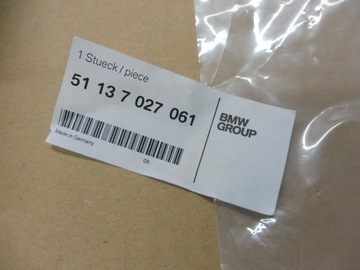 1 Stueck / piece
51 13 7 027 061
Made in Germany
09
BMW
GROUP